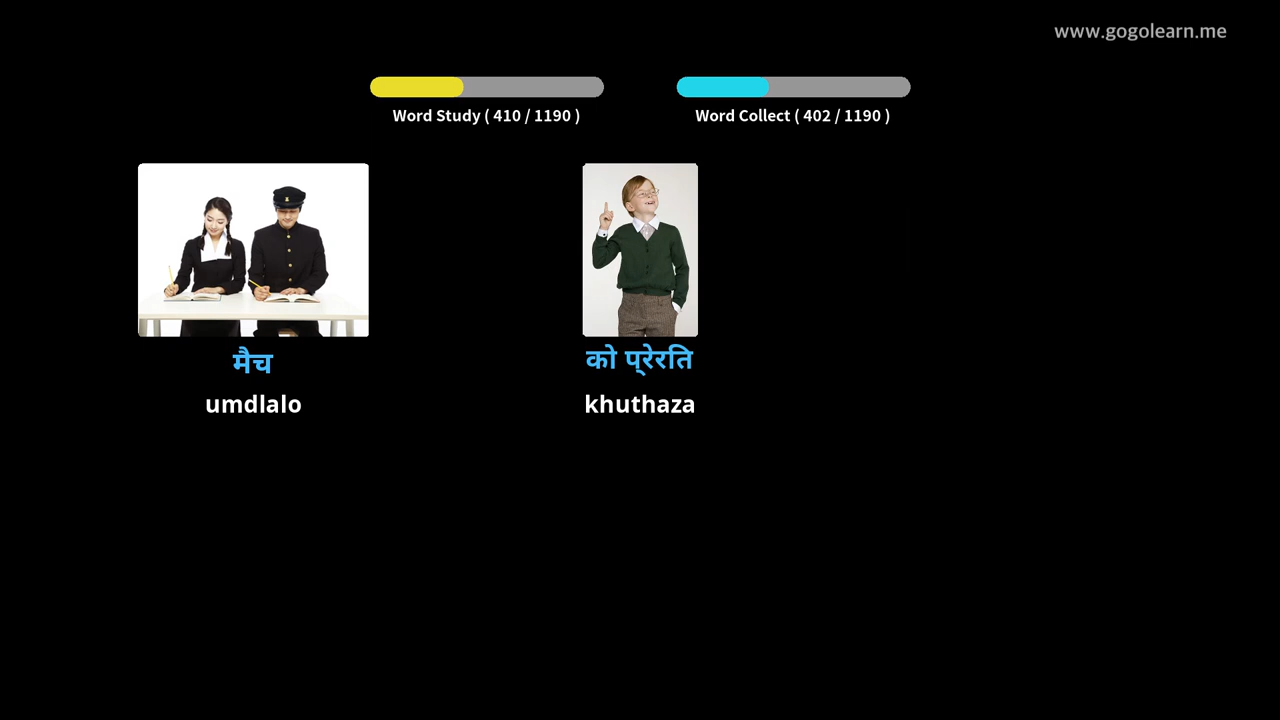 www.gogolearn.me
Word Study ( 410 / 1190 )
Word Collect ( 402 / 1190 )
मैच
umdlalo
को प्रेरति
khuthaza